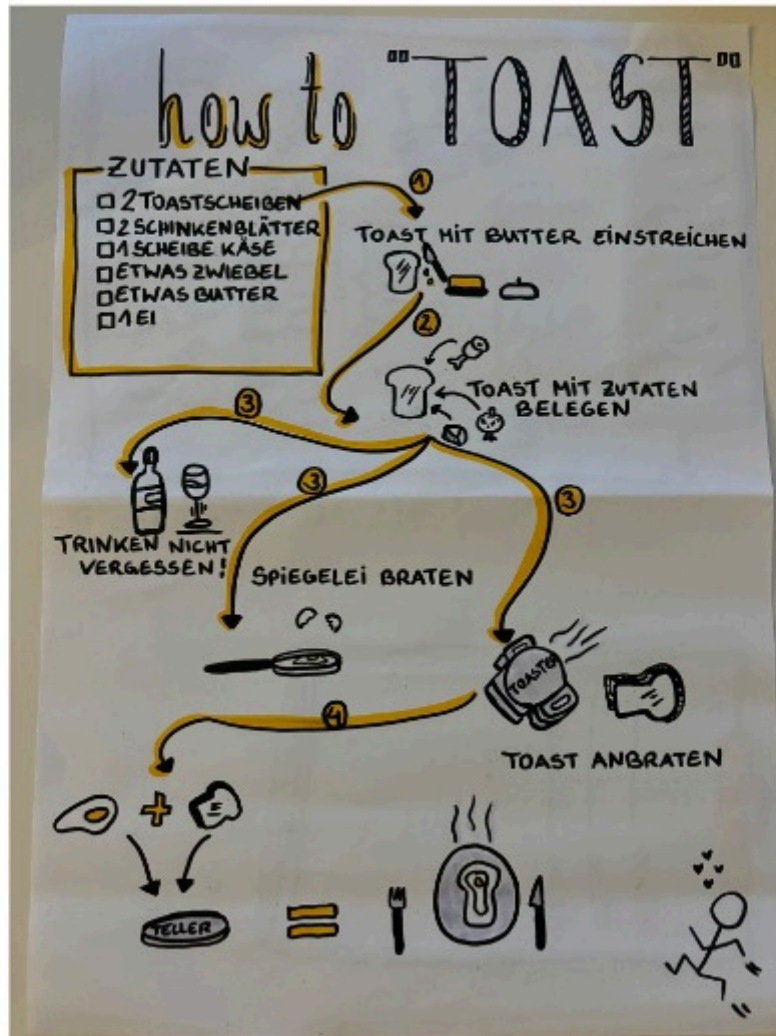 how to "TOAST"
ZUTATEN
2 TOASTSCHEIBEN
2 SCHINKENBLÄTTER
1 SCHEIBE KÄSE
ETWAS ZWIEBEL
ETWAS BUTTER
1 EI
1
TOAST MIT BUTTER EINSTREICHEN
2
TOAST MIT ZUTATEN
BELEGEN
3
TRINKEN NICHT
VERGESSEN!
3
SPIEGELEI BRATEN
3
TOASTER
TOAST ANBRATEN
4
TELLER